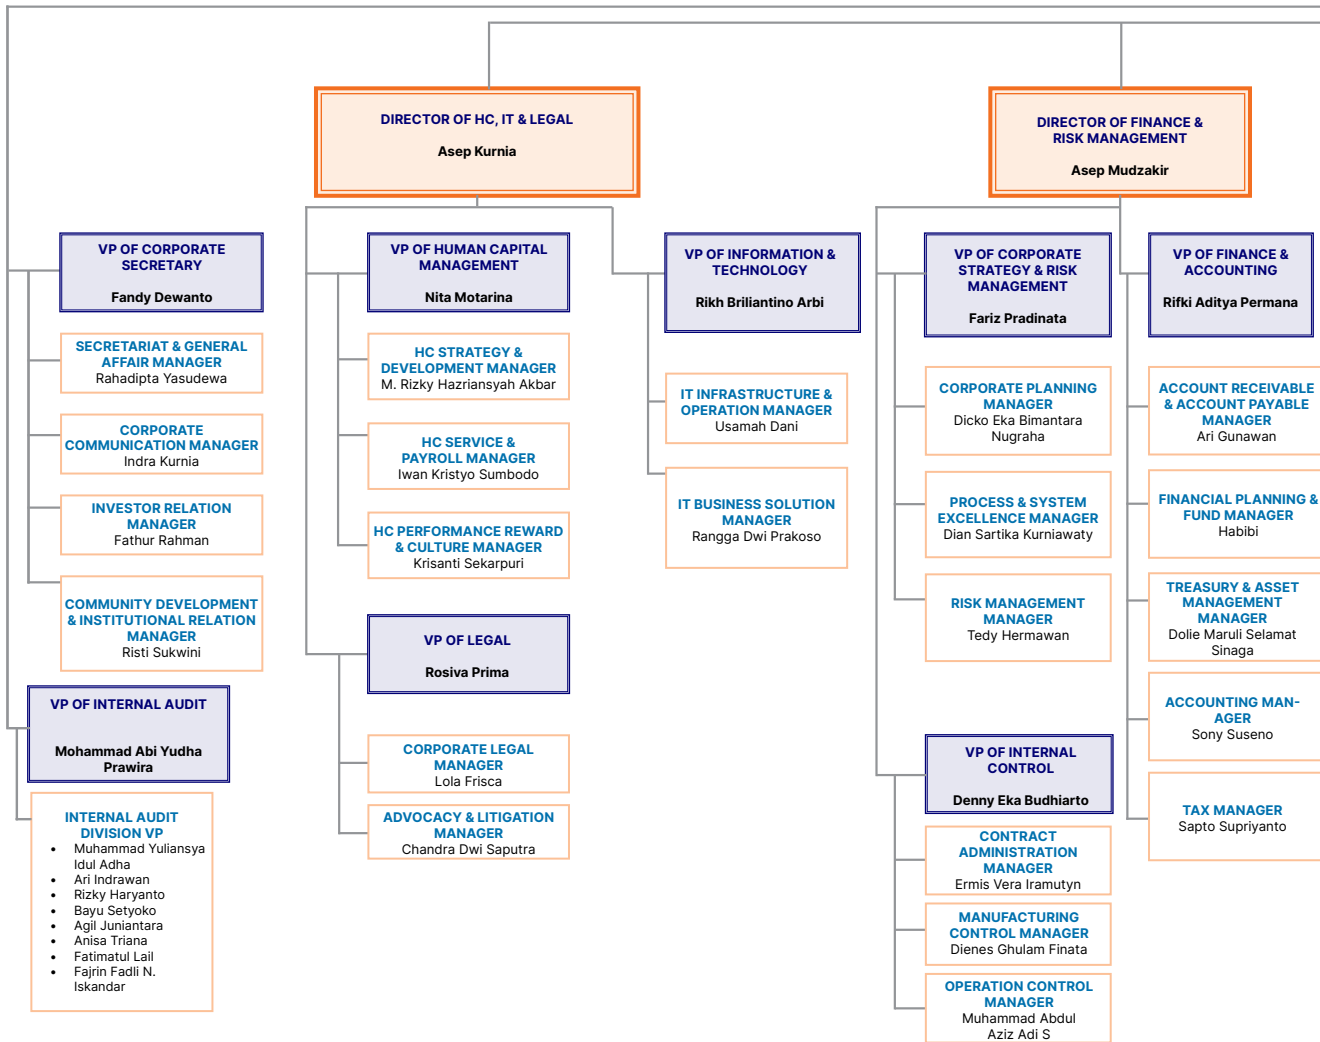 DIRECTOR OF HC, IT & LEGAL
Asep Kurnia
DIRECTOR OF FINANCE &
RISK MANAGEMENT
Asep Mudzakir
VP OF CORPORATE
SECRETARY
Fandy Dewanto
SECRETARIAT & GENERAL
AFFAIR MANAGER
Rahadipta Yasudewa
CORPORATE
COMMUNICATION MANAGER
Indra Kurnia
INVESTOR RELATION
MANAGER
Fathur Rahman
COMMUNITY DEVELOPMENT
& INSTITUTIONAL RELATION
MANAGER
Risti Sukwini
VP OF INTERNAL AUDIT
Mohammad Abi Yudha
Prawira
INTERNAL AUDIT
DIVISION VP
• Muhammad Yuliansya
Idul Adha
• Ari Indrawan
• Rizky Haryanto
• Bayu Setyoko
• Agil Juniantara
• Anisa Triana
• Fatimatul Lail
• Fajrin Fadli N.
Iskandar
VP OF HUMAN CAPITAL
MANAGEMENT
Nita Motarina
HC STRATEGY &
DEVELOPMENT MANAGER
M. Rizky Hazriansyah Akbar
HC SERVICE &
PAYROLL MANAGER
Iwan Kristyo Sumbodo
HC PERFORMANCE REWARD
& CULTURE MANAGER
Krisanti Sekarpuri
VP OF LEGAL
Rosiva Prima
CORPORATE LEGAL
MANAGER
Lola Frisca
ADVOCACY & LITIGATION
MANAGER
Chandra Dwi Saputra
VP OF INFORMATION &
TECHNOLOGY
Rikh Briliantino Arbi
IT INFRASTRUCTURE &
OPERATION MANAGER
Usamah Dani
IT BUSINESS SOLUTION
MANAGER
Rangga Dwi Prakoso
VP OF CORPORATE
STRATEGY & RISK
MANAGEMENT
Fariz Pradinata
CORPORATE PLANNING
MANAGER
Dicko Eka Bimantara
Nugraha
PROCESS & SYSTEM
EXCELLENCE MANAGER
Dian Sartika Kurniawaty
RISK MANAGEMENT
MANAGER
Tedy Hermawan
VP OF INTERNAL
CONTROL
Denny Eka Budhiarto
CONTRACT
ADMINISTRATION
MANAGER
Ermis Vera Iramutyn
MANUFACTURING
CONTROL MANAGER
Dienes Ghulam Finata
OPERATION CONTROL
MANAGER
Muhammad Abdul
Aziz Adi S
VP OF FINANCE &
ACCOUNTING
Rifki Aditya Permana
ACCOUNT RECEIVABLE
& ACCOUNT PAYABLE
MANAGER
Ari Gunawan
FINANCIAL PLANNING &
FUND MANAGER
Habibi
TREASURY & ASSET
MANAGEMENT
MANAGER
Dolie Maruli Selamat
Sinaga
ACCOUNTING MAN-
AGER
Sony Suseno
TAX MANAGER
Sapto Supriyanto